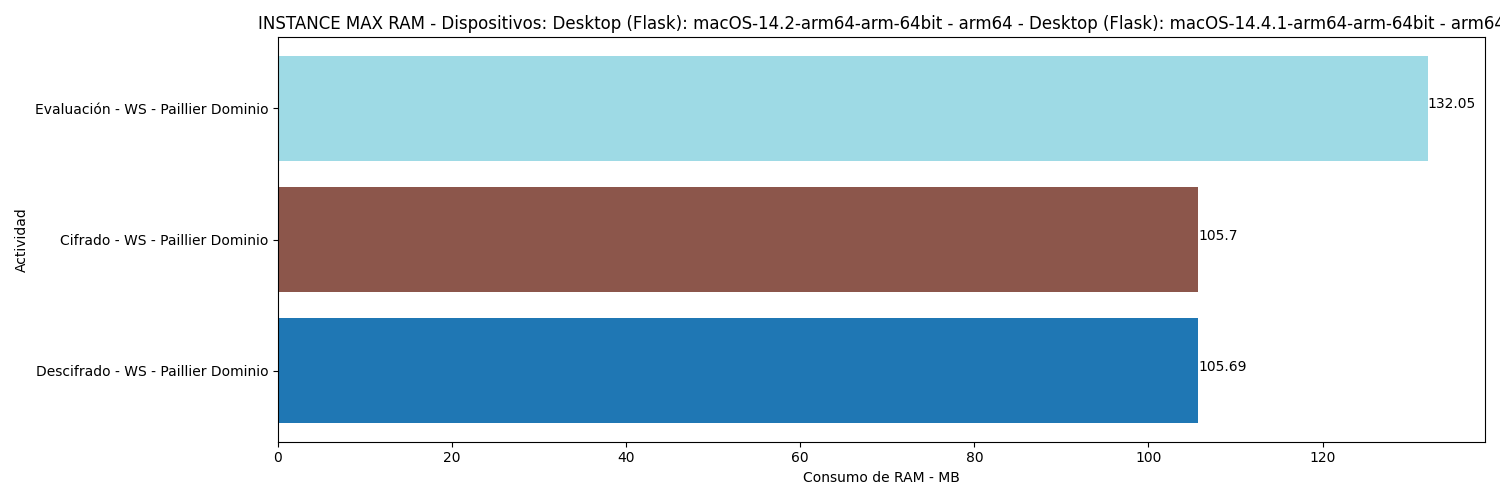 INSTANCE MAX RAM - Dispositivos: Desktop (Flask): macOS-14.2-arm64-arm-64bit - arm64 - Desktop (Flask): macOS-14.4.1-arm64-arm-64bit - arm64
Evaluación - WS - Paillier Dominio
132.05
Cifrado - WS - Paillier Dominio
105.7
Descifrado - WS - Paillier Dominio
105.69
Actividad
0 20 40 60 80 100 120
Consumo de RAM - MB